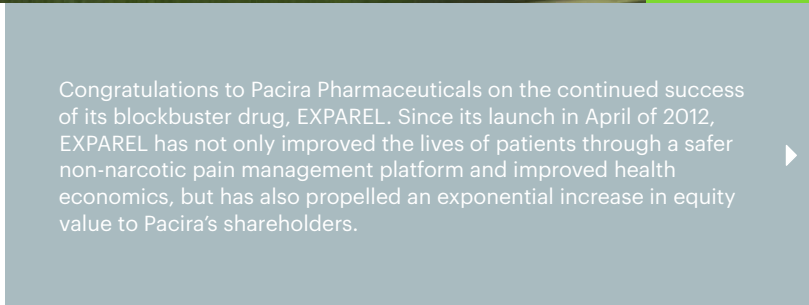 Congratulations to Pacira Pharmaceuticals on the continued success
of its blockbuster drug, EXPAREL. Since its launch in April of 2012,
EXPAREL has not only improved the lives of patients through a safer
non-narcotic pain management platform and improved health
economics, but has also propelled an exponential increase in equity
value to Pacira’s shareholders.